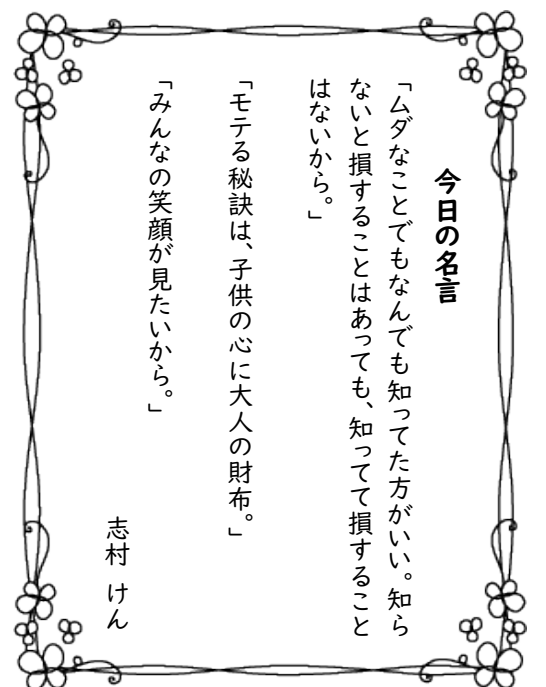 今日の名言
「ムダなことでもなんでも知ってた方がいい。知ら
ないと損することはあっても、知ってて損すること
はないから。」
「モテる秘訣は、子供の心に大人の財布。」
「みんなの笑顔が見たいから。」
志村 けん